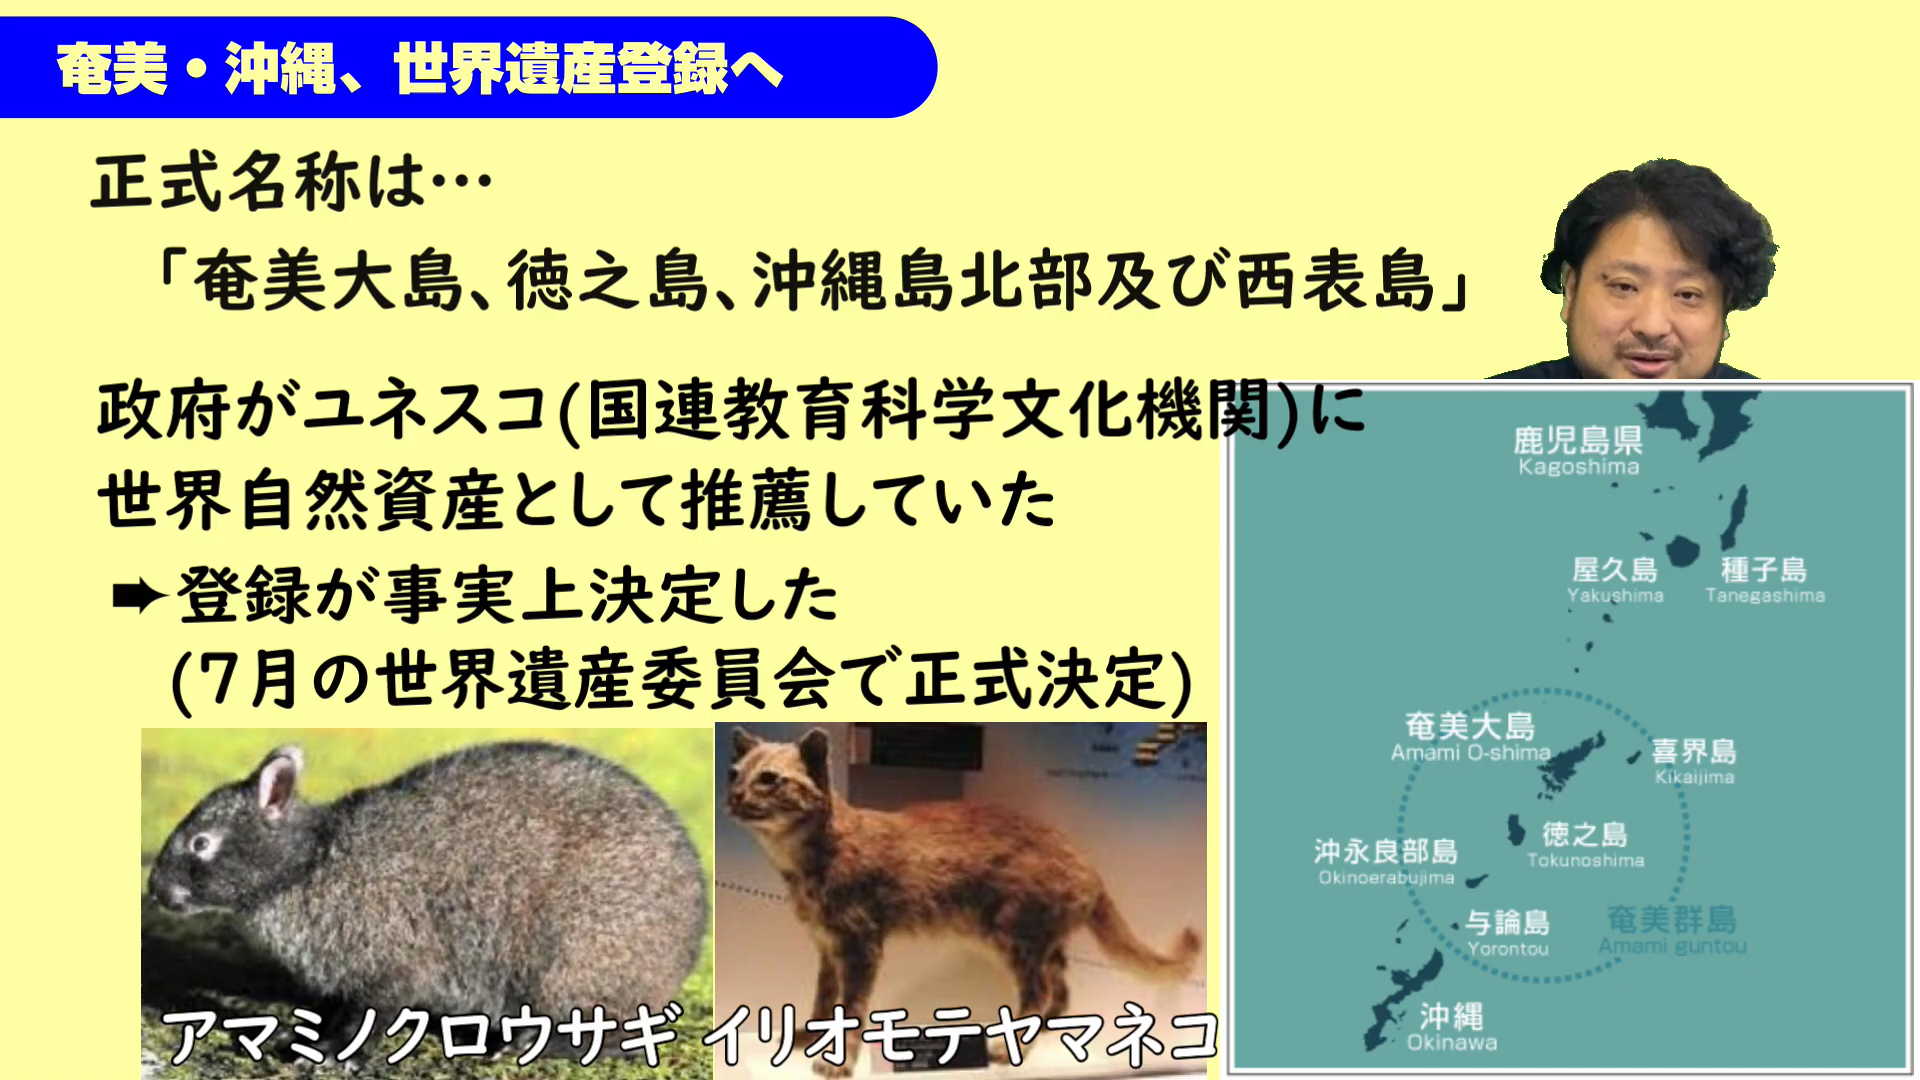 奄美・沖縄、世界遺産登録へ
正式名称は…
「奄美大島、徳之島、沖縄島北部及び西表島」
政府がユネスコ(国連教育科学文化機関)に
世界自然資産として推薦していた
➨登録が事実上決定した
(7月の世界遺産委員会で正式決定)
アマミノクロウサギ
イリオモテヤマネコ
鹿児島県
Kagoshima
屋久島
Yakushima
種子島
Tanegashima
奄美大島
Amami O-shima
喜界島
Kikaijima
徳之島
Tokunoshima
沖永良部島
Okinoerabujima
与論島
Yorontou
奄美群島
Amami guntou
沖縄
Okinawa